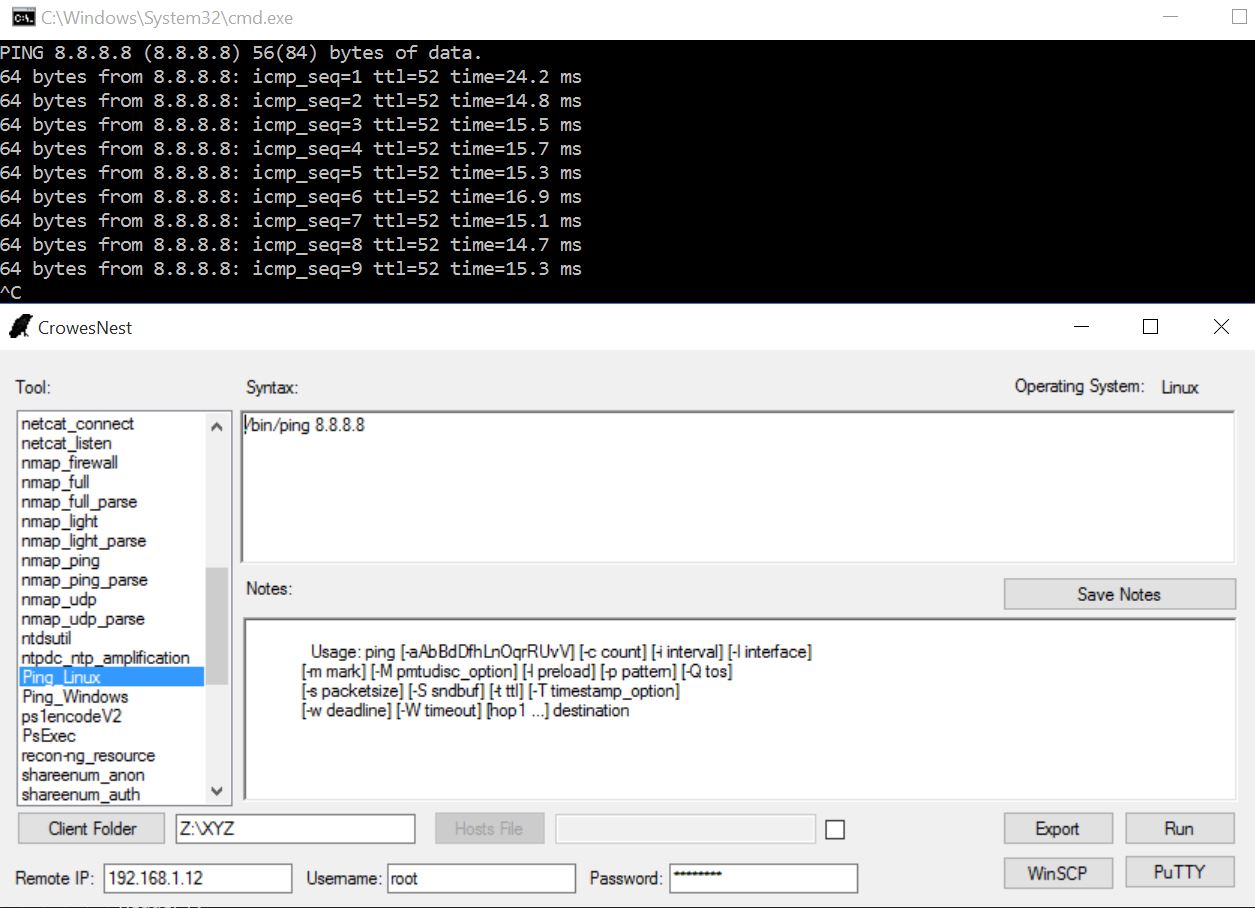 C:\Windows\System32\cmd.exe
PING 8.8.8.8 (8.8.8.8) 56(84) bytes of data.
64 bytes from 8.8.8.8: icmp_seq=1 ttl=52 time=24.2 ms
64 bytes from 8.8.8.8: icmp_seq=2 ttl=52 time=14.8 ms
64 bytes from 8.8.8.8: icmp_seq=3 ttl=52 time=15.5 ms
64 bytes from 8.8.8.8: icmp_seq=4 ttl=52 time=15.7 ms
64 bytes from 8.8.8.8: icmp_seq=5 ttl=52 time=15.3 ms
64 bytes from 8.8.8.8: icmp_seq=6 ttl=52 time=16.9 ms
64 bytes from 8.8.8.8: icmp_seq=7 ttl=52 time=15.1 ms
64 bytes from 8.8.8.8: icmp_seq=8 ttl=52 time=14.7 ms
64 bytes from 8.8.8.8: icmp_seq=9 ttl=52 time=15.3 ms
^C
CrowesNest
Tool:
netcat_connect
netcat_listen
nmap_firewall
nmap_full
nmap_full_parse
nmap_light
nmap_light_parse
nmap_ping
nmap_ping_parse
nmap_udp
nmap_udp_parse
ntdsutil
ntpdc_ntp_amplification
Ping_Linux
Ping_Windows
ps1encodeV2
PsExec
recon-ng_resource
shareenum_anon
shareenum_auth
Syntax:
Operating System: Linux
/bin/ping 8.8.8.8
Notes:
Save Notes
Usage: ping [-aAbBdDfhLnOqrRUvV] [-c count] [-i interval] [-I interface]
[-m mark] [-M pmtudisc_option] [-l preload] [-p pattern] [-Q tos]
[-s packetsize] [-S sndbuf] [-t ttl] [-T timestamp_option]
[-w deadline] [-W timeout] [hop1 ...] destination
Client Folder Z:\XYZ Hosts File Export Run
Remote IP: 192.168.1.12 Username: root Password: ******** WinSCP PuTTY